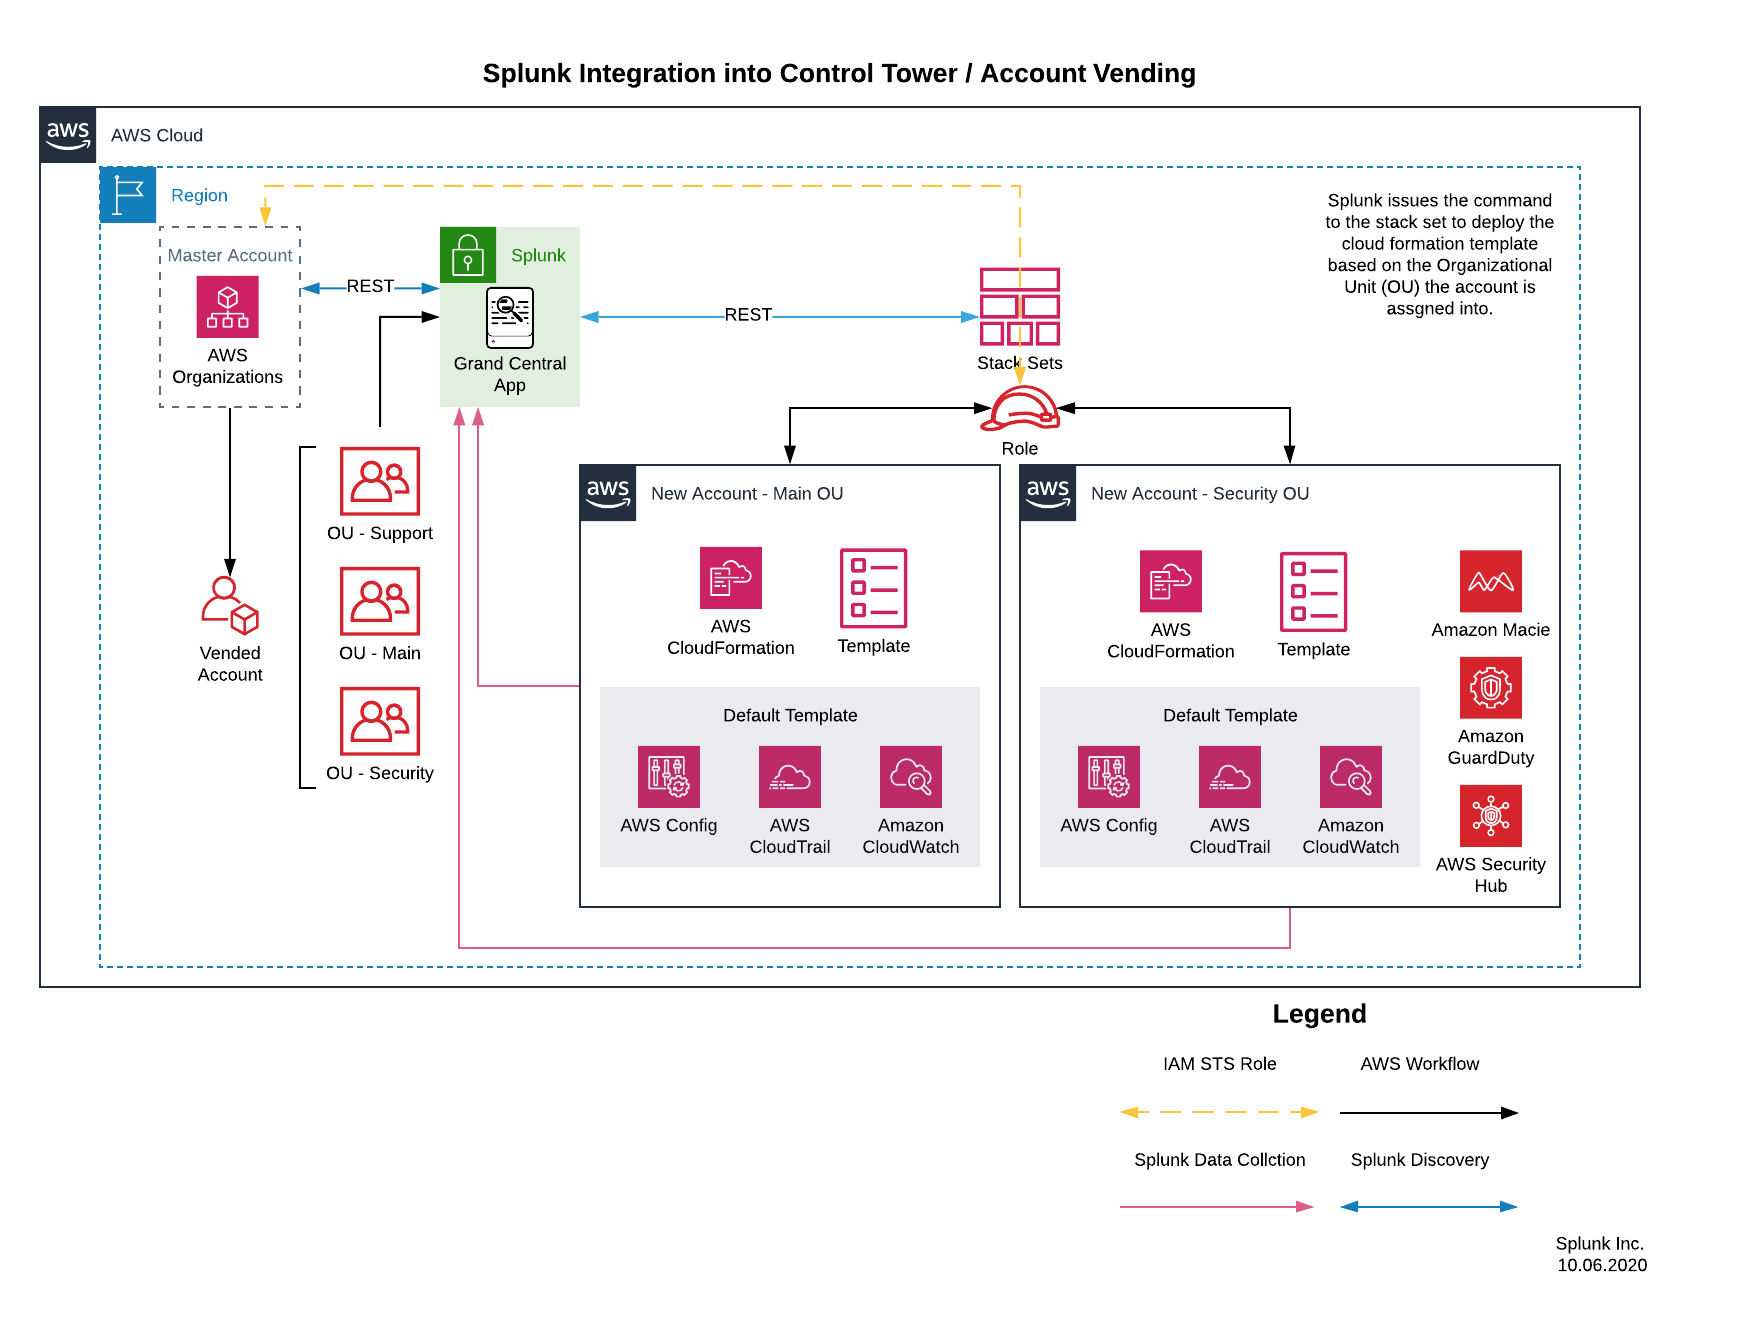 Splunk Integration into Control Tower / Account Vending
aws
AWS Cloud
Region
Splunk issues the command
to the stack set to deploy the
cloud formation template
based on the Organizational
Unit (OU) the account is
assgned into.
Master Account
AWS
Organizations
REST
Splunk
Grand Central
App
REST
Stack Sets
Role
OU - Support
OU - Main
OU - Security
Vended
Account
aws
New Account - Main OU
AWS
CloudFormation
Template
Default Template
AWS Config
AWS
CloudTrail
Amazon
CloudWatch
aws
New Account - Security OU
AWS
CloudFormation
Template
Amazon Macie
Amazon
GuardDuty
AWS Security
Hub
Default Template
AWS Config
AWS
CloudTrail
Amazon
CloudWatch
Legend
IAM STS Role
AWS Workflow
Splunk Data Collction
Splunk Discovery
Splunk Inc.
10.06.2020